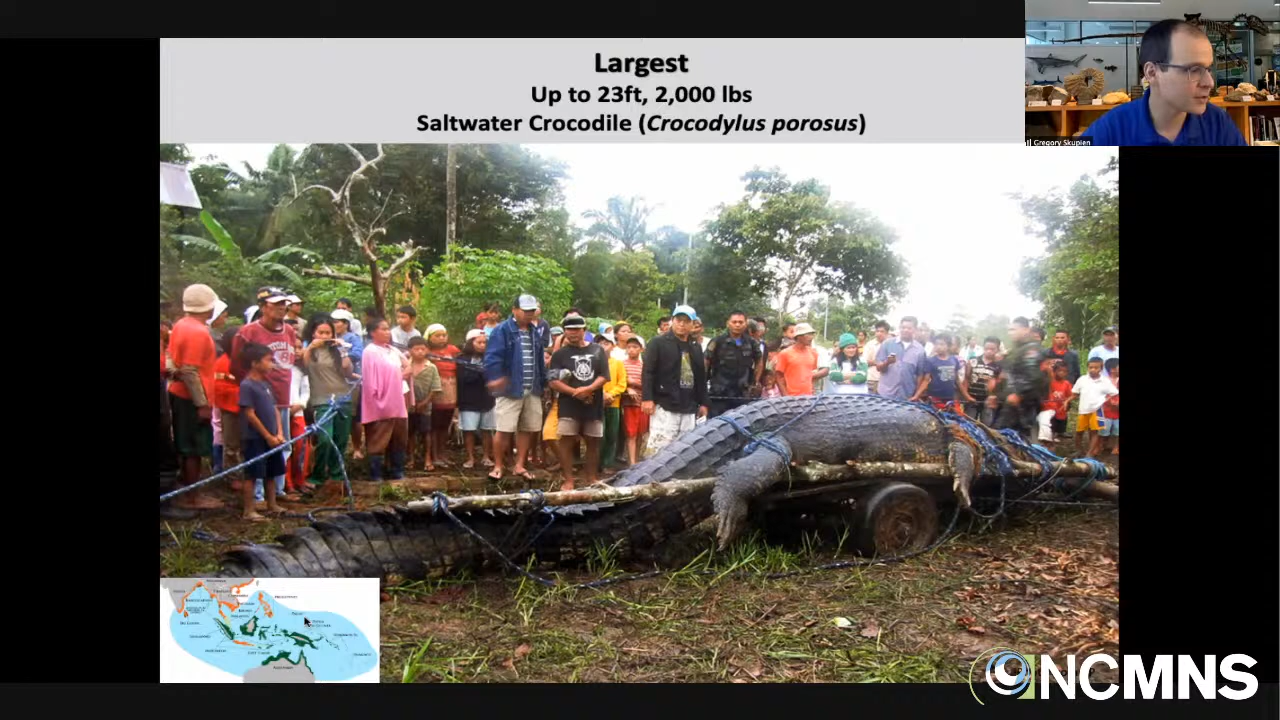 Largest
Up to 23ft, 2,000 lbs
Saltwater Crocodile (Crocodylus porosus)
Gregory Skupien
NCMNS